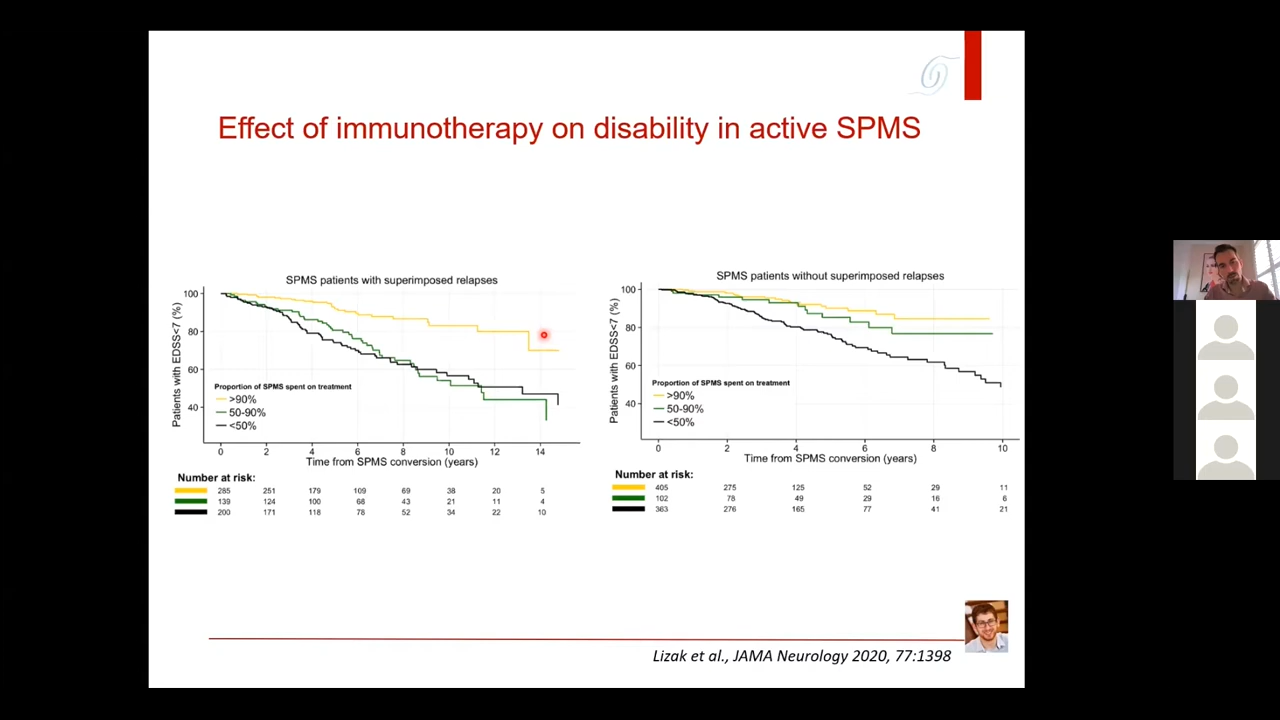 Effect of immunotherapy on disability in active SPMS
SPMS patients with superimposed relapses
Patients with EDSS<7 (%)
100
80
60
40
Proportion of SPMS spent on treatment
>90%
50-90%
<50%
0 2 4 6 8 10 12 14
Time from SPMS conversion (years)
Number at risk:
285 251 179 109 69 38 20 5
139 124 100 68 43 21 11 4
200 171 118 78 52 34 22 10
SPMS patients without superimposed relapses
Patients with EDSS<7 (%)
100
80
60
40
Proportion of SPMS spent on treatment
>90%
50-90%
<50%
0 2 4 6 8 10
Time from SPMS conversion (years)
Number at risk:
405 275 125 52 29 11
102 78 49 29 16 6
363 276 165 77 41 21
Lizak et al., JAMA Neurology 2020, 77:1398